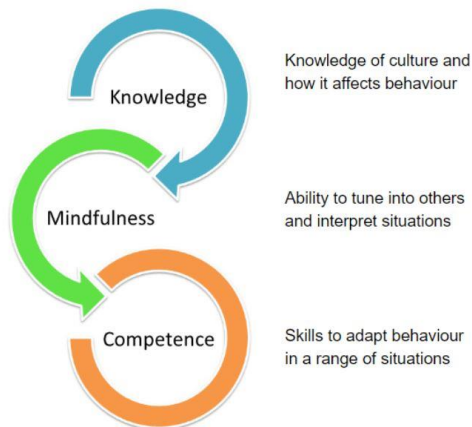 Knowledge
Knowledge of culture and
how it affects behaviour
Mindfulness
Ability to tune into others
and interpret situations
Competence
Skills to adapt behaviour
in a range of situations